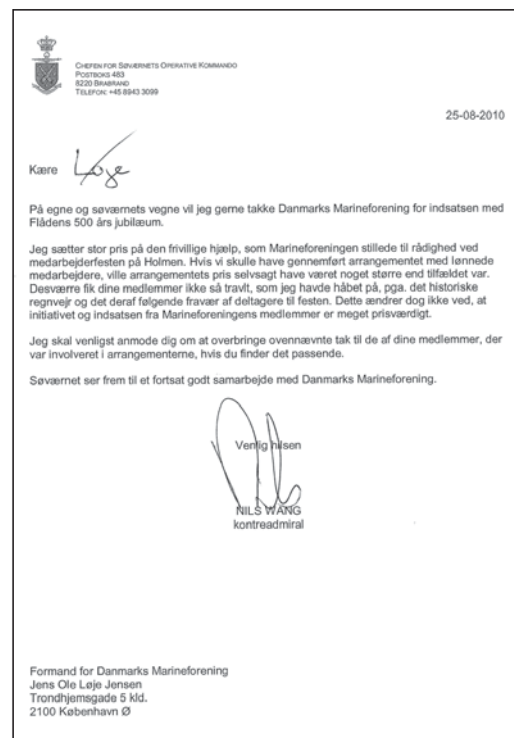 CHEFEN FOR SØVÆRNETS OPERATIVE KOMMANDO
POSTBOKS 483
8220 BRABRAND
TELEFON: +45 8943 3099
25-08-2010
Kære Løje
På egne og søværnets vegne vil jeg gerne takke Danmarks Marineforening for indsatsen med
Flådens 500 års jubilæum.
Jeg sætter stor pris på den frivillige hjælp, som Marineforeningen stillede til rådighed ved
medarbejderfesten på Holmen. Hvis vi skulle have gennemført arrangementet med lønnede
medarbejdere, ville arrangementets pris selvsagt have været noget større end tilfældet var.
Desværre fik dine medlemmer ikke så travlt, som jeg havde håbet på, pga. det historiske
regnvejr og det deraf følgende fravær af deltagere til festen. Dette ændrer dog ikke ved, at
initiativet og indsatsen fra Marineforeningens medlemmer er meget prisværdigt.
Jeg skal venligst anmode dig om at overbringe ovennævnte tak til de af dine medlemmer, der
var involveret i arrangementerne, hvis du finder det passende.
Søværnet ser frem til et fortsat godt samarbejde med Danmarks Marineforening.
Venlig hilsen
NILS WANG
kontreadmiral
Formand for Danmarks Marineforening
Jens Ole Løje Jensen
Trondhjemsgade 5 kld.
2100 København Ø